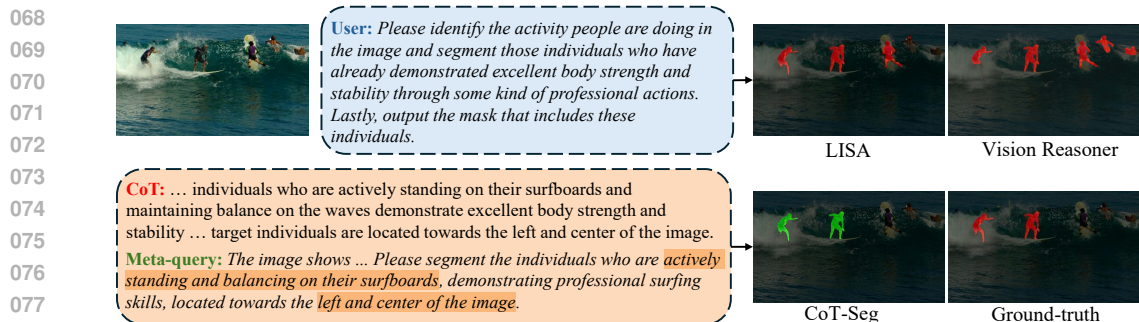 068
069
070
071
072
073
074
075
076
077
User: Please identify the activity people are doing in
the image and segment those individuals who have
already demonstrated excellent body strength and
stability through some kind of professional actions.
Lastly, output the mask that includes these
individuals.
LISA
Vision Reasoner
CoT: … individuals who are actively standing on their surfboards and
maintaining balance on the waves demonstrate excellent body strength and
stability … target individuals are located towards the left and center of the image.
Meta-query: The image shows ... Please segment the individuals who are actively
standing and balancing on their surfboards, demonstrating professional surfing
skills, located towards the left and center of the image.
CoT-Seg
Ground-truth